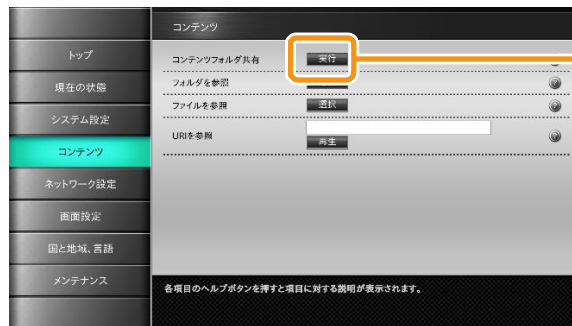 コンテンツ
トップ
現在の状態
システム設定
コンテンツ
ネットワーク設定
画面設定
国と地域、言語
メンテナンス
コンテンツフォルダ共有 実行
フォルダを参照
ファイルを参照 選択
URIを参照
再生
各項目のヘルプボタンを押すと項目に対する説明が表示されます。